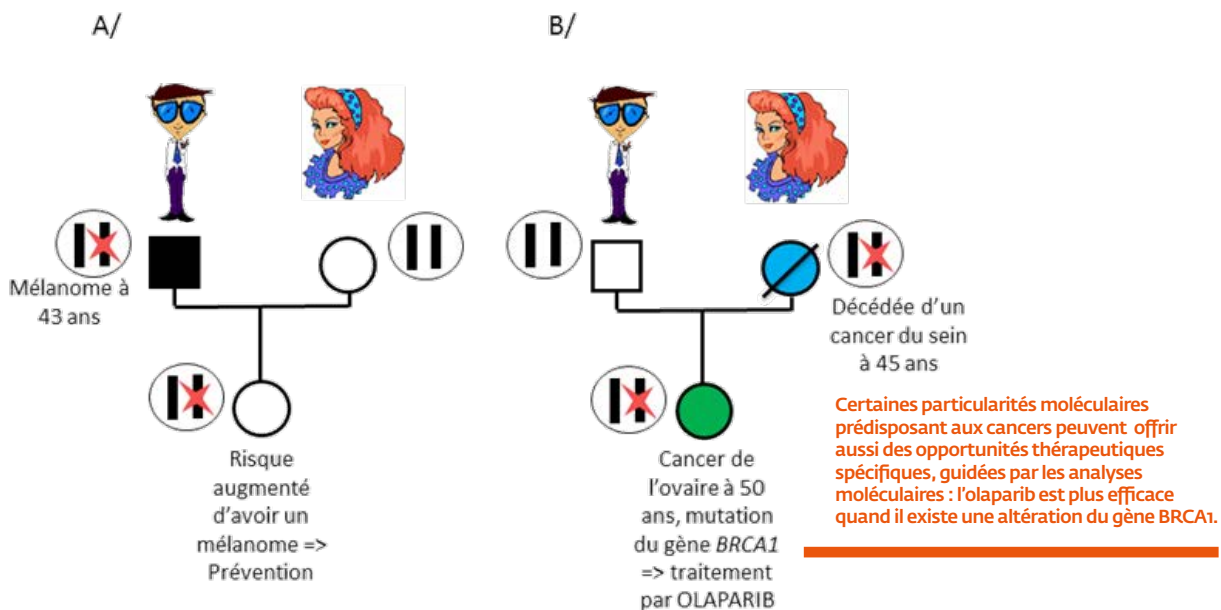 A/
B/
Mélanome à
43 ans
Risque
augmenté
d'avoir un
mélanome =>
Prévention
Décédée d'un
cancer du sein
à 45 ans
Cancer de
l'ovaire à 50
ans, mutation
du gène BRCA1
=> traitement
par OLAPARIB
Certaines particularités moléculaires
prédisposant aux cancers peuvent offrir
aussi des opportunités thérapeutiques
spécifiques, guidées par les analyses
moléculaires : l'olaparib est plus efficace
quand il existe une altération du gène BRCA1.